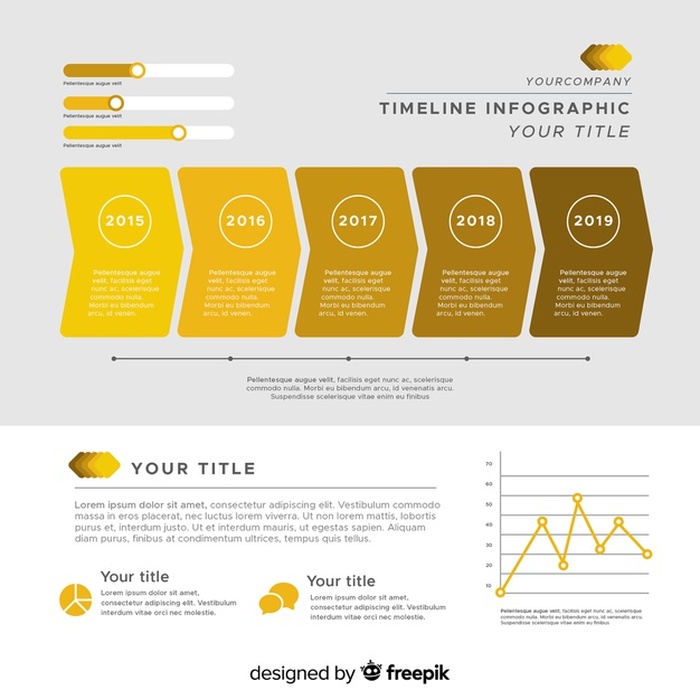 Pellentesque augue velit
Pellentesque augue velit
Pellentesque augue velit
YOURCOMPANY
TIMELINE INFOGRAPHIC
YOUR TITLE
2015
Pellentesque augue
velit, facilisis eget
nunc ac, scelerisque
commodo nulla.
Morbi eu bibendum
arcu, id venen.
2016
Pellentesque augue
velit, facilisis eget
nunc ac, scelerisque
commodo nulla.
Morbi eu bibendum
arcu, id venen.
2017
Pellentesque augue
velit, facilisis eget
nunc ac, scelerisque
commodo nulla.
Morbi eu bibendum
arcu, id venen.
2018
Pellentesque augue
velit, facilisis eget
nunc ac, scelerisque
commodo nulla.
Morbi eu bibendum
arcu, id venen.
2019
Pellentesque augue
velit, facilisis eget
nunc ac, scelerisque
commodo nulla.
Morbi eu bibendum
arcu, id venen.
Pellentesque augue velit, facilisis eget nunc ac, scelerisque
commodo nulla. Morbi eu bibendum arcu, id venenatis arcu.
Suspendisse scelerisque vitae enim eu finibus
YOUR TITLE
Lorem ipsum dolor sit amet, consectetur adipiscing elit. Vestibulum
massa in eros placerat, nec luctus leo viverra. Vivamus mattis, lobortis
purus et, interdum justo. Ut et interdum mauris, ut egestas sapien. Aliquam
diam purus, finibus at condimentum ultrices, tempus quis tellus.
Your title
Lorem ipsum dolor sit amet,
consectetur adipiscing elit. Vestibulum
vitae orci nec molestie.
Your title
Lorem ipsum dolor sit amet,
consectetur adipiscing elit. Vestibulum
vitae orci nec molestie.
70
60
50
40
30
20
10
Pellentesque augue velit, facilisis eget nunc ac, scelerisque
commodo nulla. Morbi eu bibendum arcu, id venenatis arcu.
Suspendisse scelerisque vitae enim eu finibus
designed by freepik